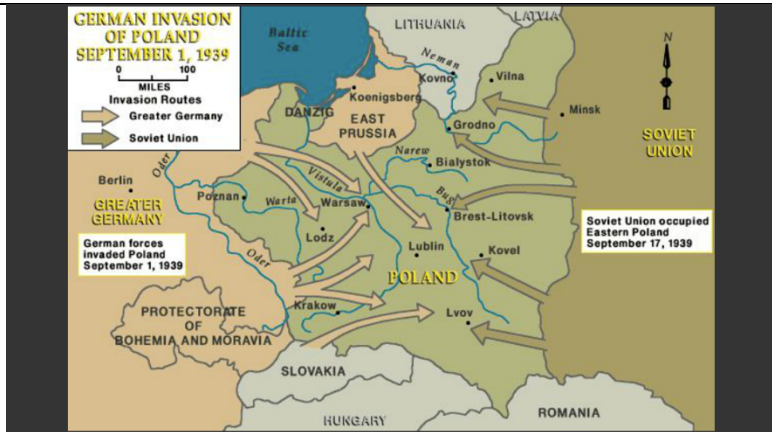 GERMAN INVASION
OF POLAND
SEPTEMBER 1, 1939
0 100
MILES
Invasion Routes
Greater Germany
Soviet Union
Baltic
Sea
LITHUANIA
LATVIA
N
Neman
Kovno
Vilna
Koenigsberg
DANZIG
EAST
PRUSSIA
Grodno
Minsk
SOVIET
UNION
Oder
Narew
Bialystok
Berlin
GREATER
GERMANY
Poznan
Warta
Vistula
Warsaw
Bug
Brest-Litovsk
German forces
invaded Poland
September 1, 1939
Soviet Union occupied
Eastern Poland
September 17, 1939
Oder
Lodz
Lublin
Kovel
POLAND
PROTECTORATE
OF
BOHEMIA AND MORAVIA
Krakow
Lvov
SLOVAKIA
HUNGARY
ROMANIA